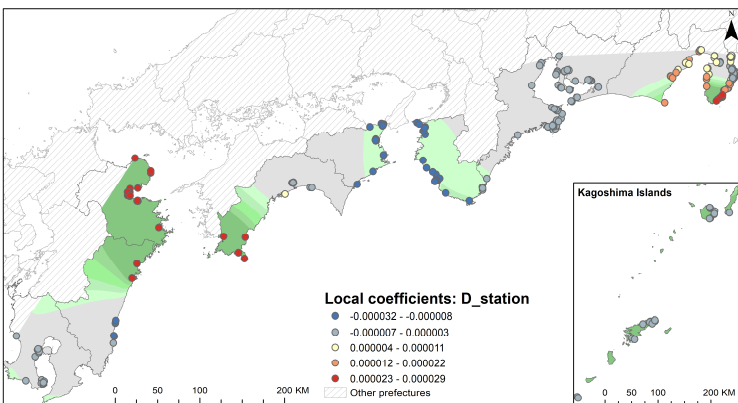 N
Kagoshima Islands
Local coefficients: D_station
-0.000032 - -0.000008
-0.000007 - 0.000003
0.000004 - 0.000011
0.000012 - 0.000022
0.000023 - 0.000029
Other prefectures
0 50 100 200 KM
0 50 100 200 KM